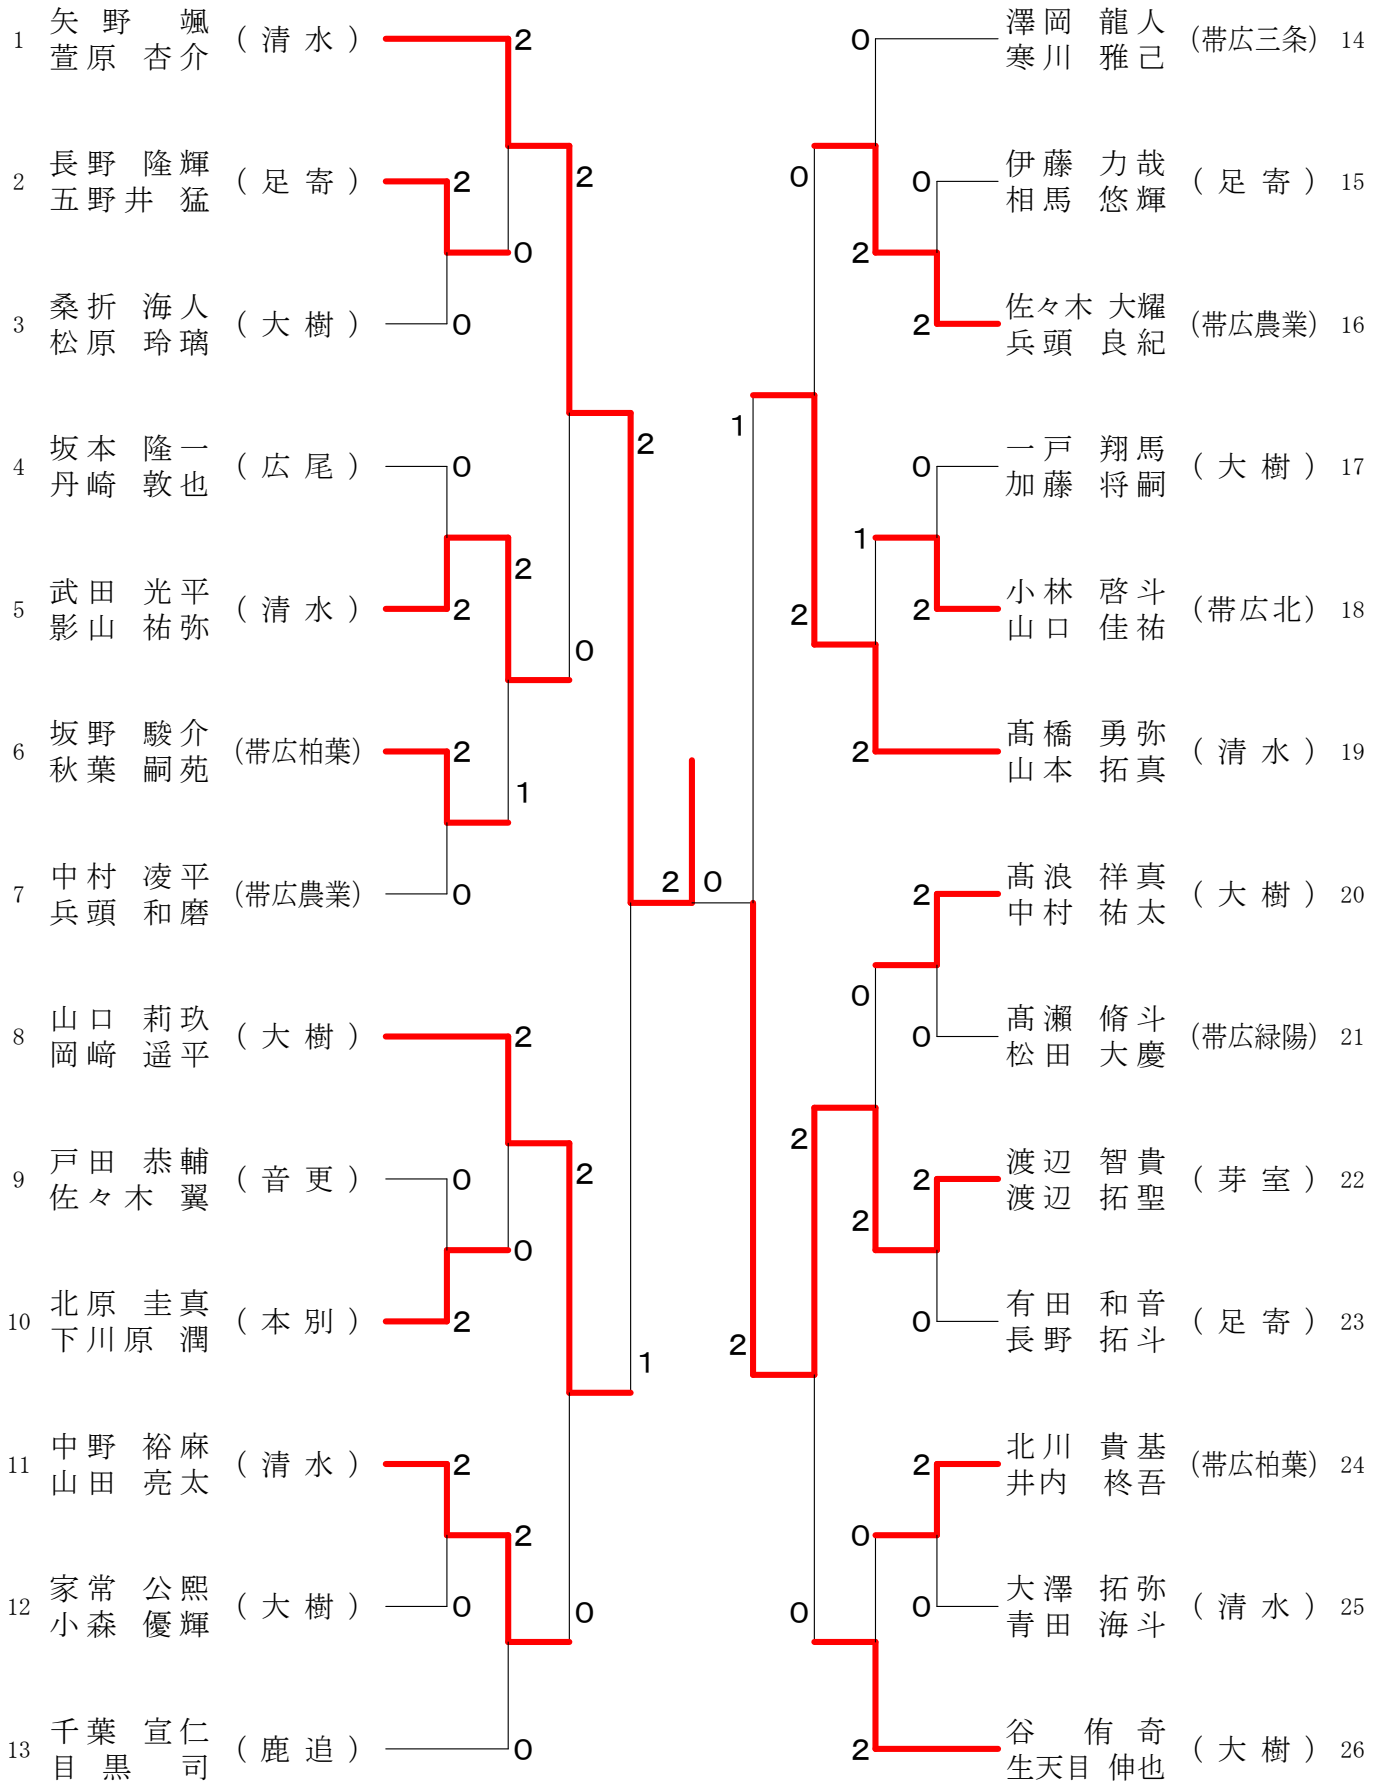 1 矢野 颯 (清水) 2
萱原 杏介
2 長野 隆輝 (足寄) 2
五野井 猛
0
3 桑折 海人 (大樹) 0
松原 玲璃
2
4 坂本 隆一 (広尾) 0
丹崎 敦也
2
5 武田 光平 (清水) 2
影山 祐弥
0
6 坂野 駿介 (帯広柏葉) 2
秋葉 嗣苑
1
7 中村 凌平 (帯広農業) 0
兵頭 和磨
2
8 山口 莉玖 (大樹) 2
岡﨑 遥平
9 戸田 恭輔 (音更) 0
佐々木 翼
2
0
10 北原 圭真 (本別) 2
下川原 潤
1
11 中野 裕麻 (清水) 2
山田 亮太
2
12 家常 公熙 (大樹) 0
小森 優輝
0
13 千葉 宣仁 (鹿追) 0
目黒 司
2 0
0 澤岡 龍人 (帯広三条) 14
寒川 雅己
0
0 伊藤 力哉 (足寄) 15
相馬 悠輝
2
2 佐々木 大耀 (帯広農業) 16
兵頭 良紀
1
0 一戸 翔馬 (大樹) 17
加藤 将嗣
1
2 小林 啓斗 (帯広北) 18
山口 佳祐
2
2 髙橋 勇弥 (清水) 19
山本 拓真
2 髙浪 祥真 (大樹) 20
中村 祐太
0
0 髙瀨 脩斗 (帯広緑陽) 21
松田 大慶
2
2 渡辺 智貴 (芽室) 22
渡辺 拓聖
2
0 有田 和音 (足寄) 23
長野 拓斗
2
2 北川 貴基 (帯広柏葉) 24
井内 柊吾
0
0 大澤 拓弥 (清水) 25
青田 海斗
0
2 谷 侑奇 (大樹) 26
生天目 伸也